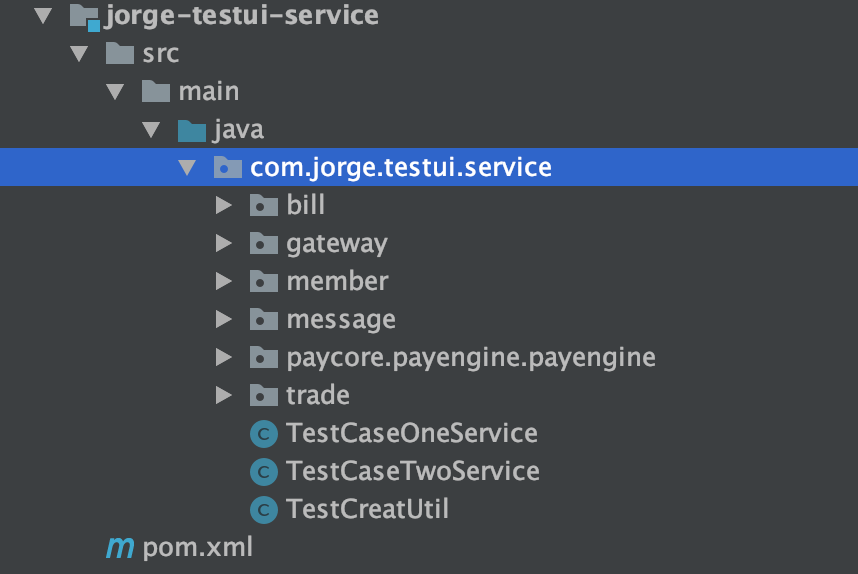 jorge-testui-service
src
main
java
com.jorge.testui.service
bill
gateway
member
message
paycore.payengine.payengine
trade
C TestCaseOneService
C TestCaseTwoService
C TestCreatUtil
m pom.xml